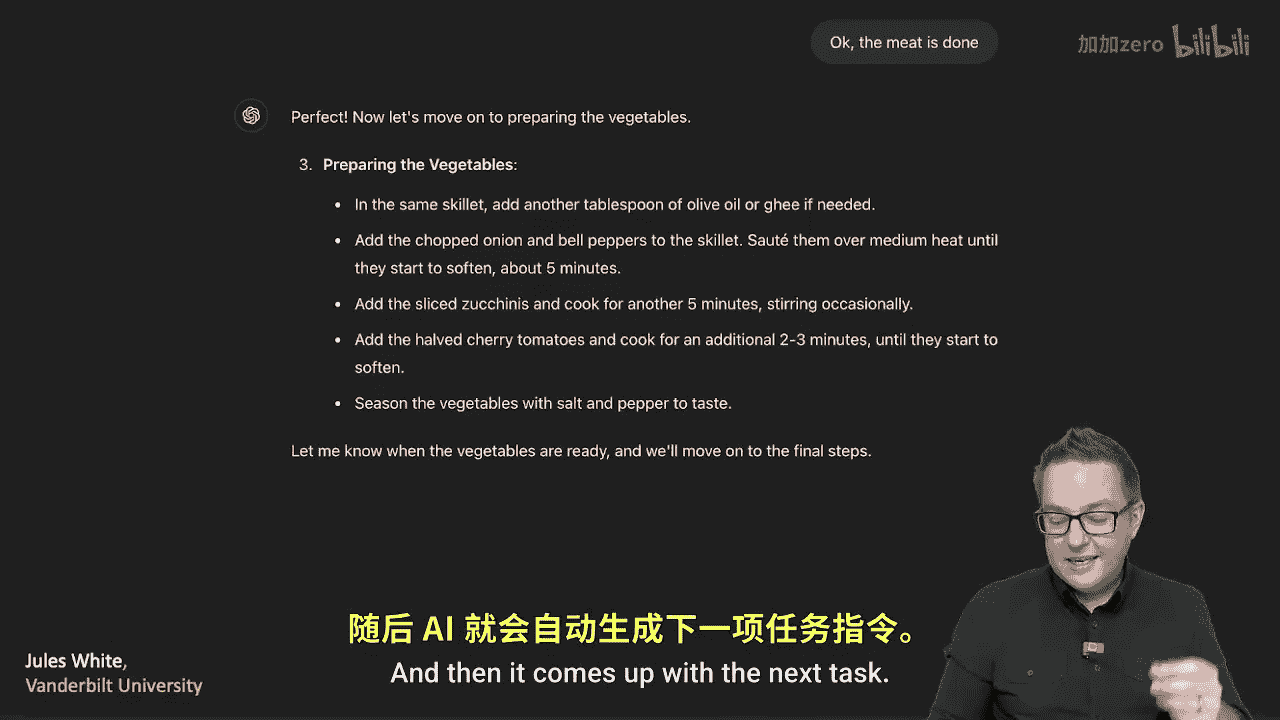 Ok, the meat is done
加加zero bilibili
Perfect! Now let's move on to preparing the vegetables.
3. Preparing the Vegetables:
• In the same skillet, add another tablespoon of olive oil or ghee if needed.
• Add the chopped onion and bell peppers to the skillet. Sauté them over medium heat until
they start to soften, about 5 minutes.
• Add the sliced zucchinis and cook for another 5 minutes, stirring occasionally.
• Add the halved cherry tomatoes and cook for an additional 2-3 minutes, until they start to
soften.
• Season the vegetables with salt and pepper to taste.
Let me know when the vegetables are ready, and we'll move on to the final steps.
随后 AI 就会自动生成下一项任务指令。
And then it comes up with the next task.
Jules White,
Vanderbilt University